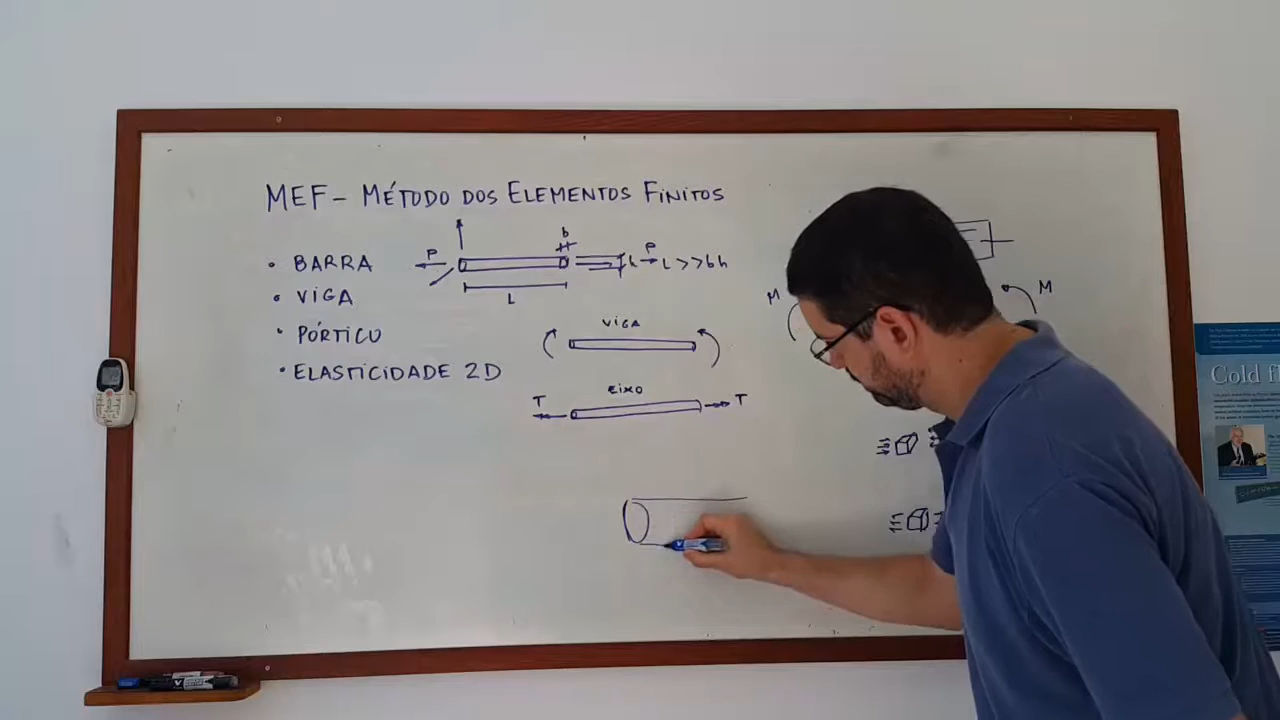 MEF - MÉTODO DOS ELEMENTOS FINITOS
b
• BARRA
P
h
P
L >> b h
L
• VIGA
VIGA
M
M
• PÓRTICO
• ELASTICIDADE 2D
EIXO
T
T
Cold f